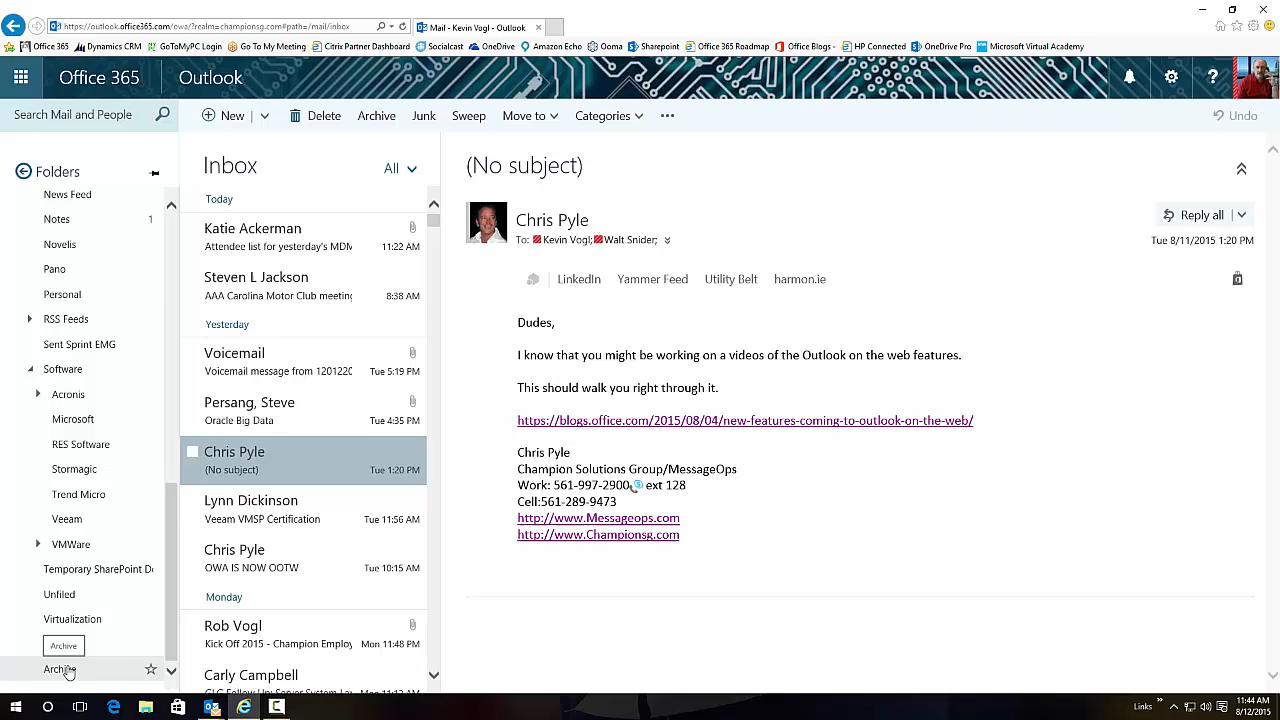 https://outlook.office365.com/owa/?realm=championsg.com#path=/mail/inbox
Mail - Kevin Vogl - Outlook
Office 365
Dynamics CRM
GoToMyPC Login
Go To My Meeting
Citrix Partner Dashboard
Socialcast
OneDrive
Amazon Echo
Ooma
Sharepoint
Office 365 Roadmap
Office Blogs -
HP Connected
OneDrive Pro
Microsoft Virtual Academy
Office 365
Outlook
Search Mail and People
New
Delete
Archive
Junk
Sweep
Move to
Categories
Undo
Folders
News Feed
Notes 1
Novelis
Pano
Personal
RSS Feeds
Sent Sprint EMG
Software
Acronis
Microsoft
RES Software
Stormagic
Trend Micro
Veeam
VMWare
Temporary SharePoint
Unfiled
Virtualization
Archive
Archive
Inbox
All
Today
Katie Ackerman
Attendee list for yesterday's MDM 11:22 AM
Steven L Jackson
AAA Carolina Motor Club meeting 8:38 AM
Yesterday
Voicemail
Voicemail message from 1201220 Tue 5:19 PM
Persang, Steve
Oracle Big Data Tue 4:35 PM
Chris Pyle
(No subject) Tue 1:20 PM
Lynn Dickinson
Veeam VMSP Certification Tue 11:56 AM
Chris Pyle
OWA IS NOW OOTW Tue 10:15 AM
Monday
Rob Vogl
Kick Off 2015 - Champion Employ Mon 11:48 PM
Carly Campbell
(No subject)
Chris Pyle
To: Kevin Vogl; Walt Snider;
Reply all
Tue 8/11/2015 1:20 PM
LinkedIn
Yammer Feed
Utility Belt
harmon.ie
Dudes,
I know that you might be working on a videos of the Outlook on the web features.
This should walk you right through it.
https://blogs.office.com/2015/08/04/new-features-coming-to-outlook-on-the-web/
Chris Pyle
Champion Solutions Group/MessageOps
Work: 561-997-2900 ext 128
Cell:561-289-9473
http://www.Messageops.com
http://www.Championsg.com
Links
11:44 AM
8/12/2015